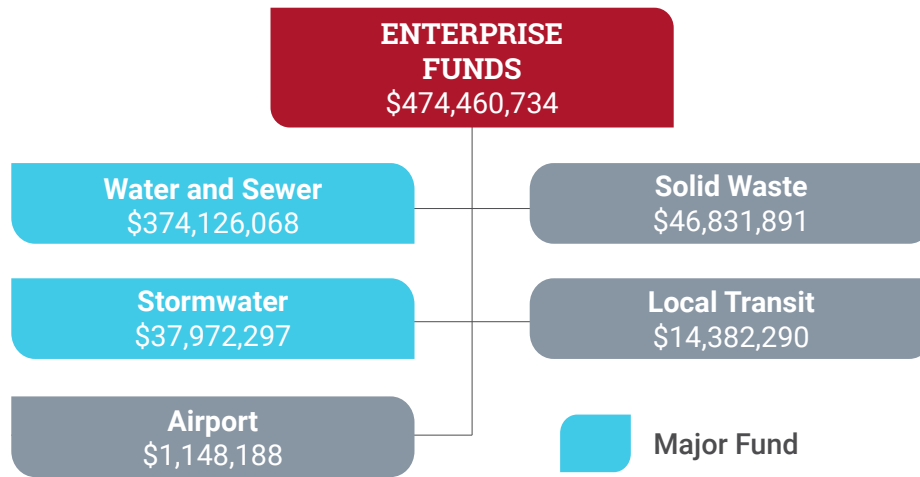 ENTERPRISE
FUNDS
$474,460,734
Water and Sewer
$374,126,068
Solid Waste
$46,831,891
Stormwater
$37,972,297
Local Transit
$14,382,290
Airport
$1,148,188
Major Fund